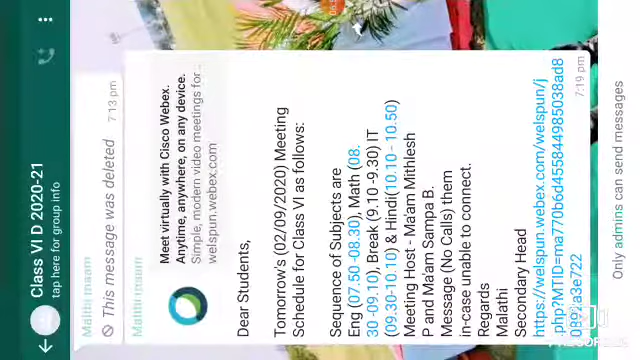 Class VI D 2020-21
tap here for group info
Malthi maam
This message was deleted
7:13 pm
Malthi maam
Meet virtually with Cisco Webex.
Anytime, anywhere, on any device.
Simple, modern video meetings for...
welspun.webex.com
Dear Students,
Tomorrow's (02/09/2020) Meeting
Schedule for Class VI as follows:
Sequence of Subjects are
Eng (07.50 -08.30), Math (08.
30 -09.10), Break (9.10 -9.30) IT
(09.30-10.10) & Hindi(10.10 - 10.50)
Meeting Host - Ma'am Mithlesh
P and Ma'am Sampa B.
Message (No Calls) them
in-case unable to connect.
Regards
Malathi
Secondary Head
https://welspun.webex.com/welspun/j
php?MTID=ma770b6d455844985038ad8
7:19 pm
Only admins can send messages